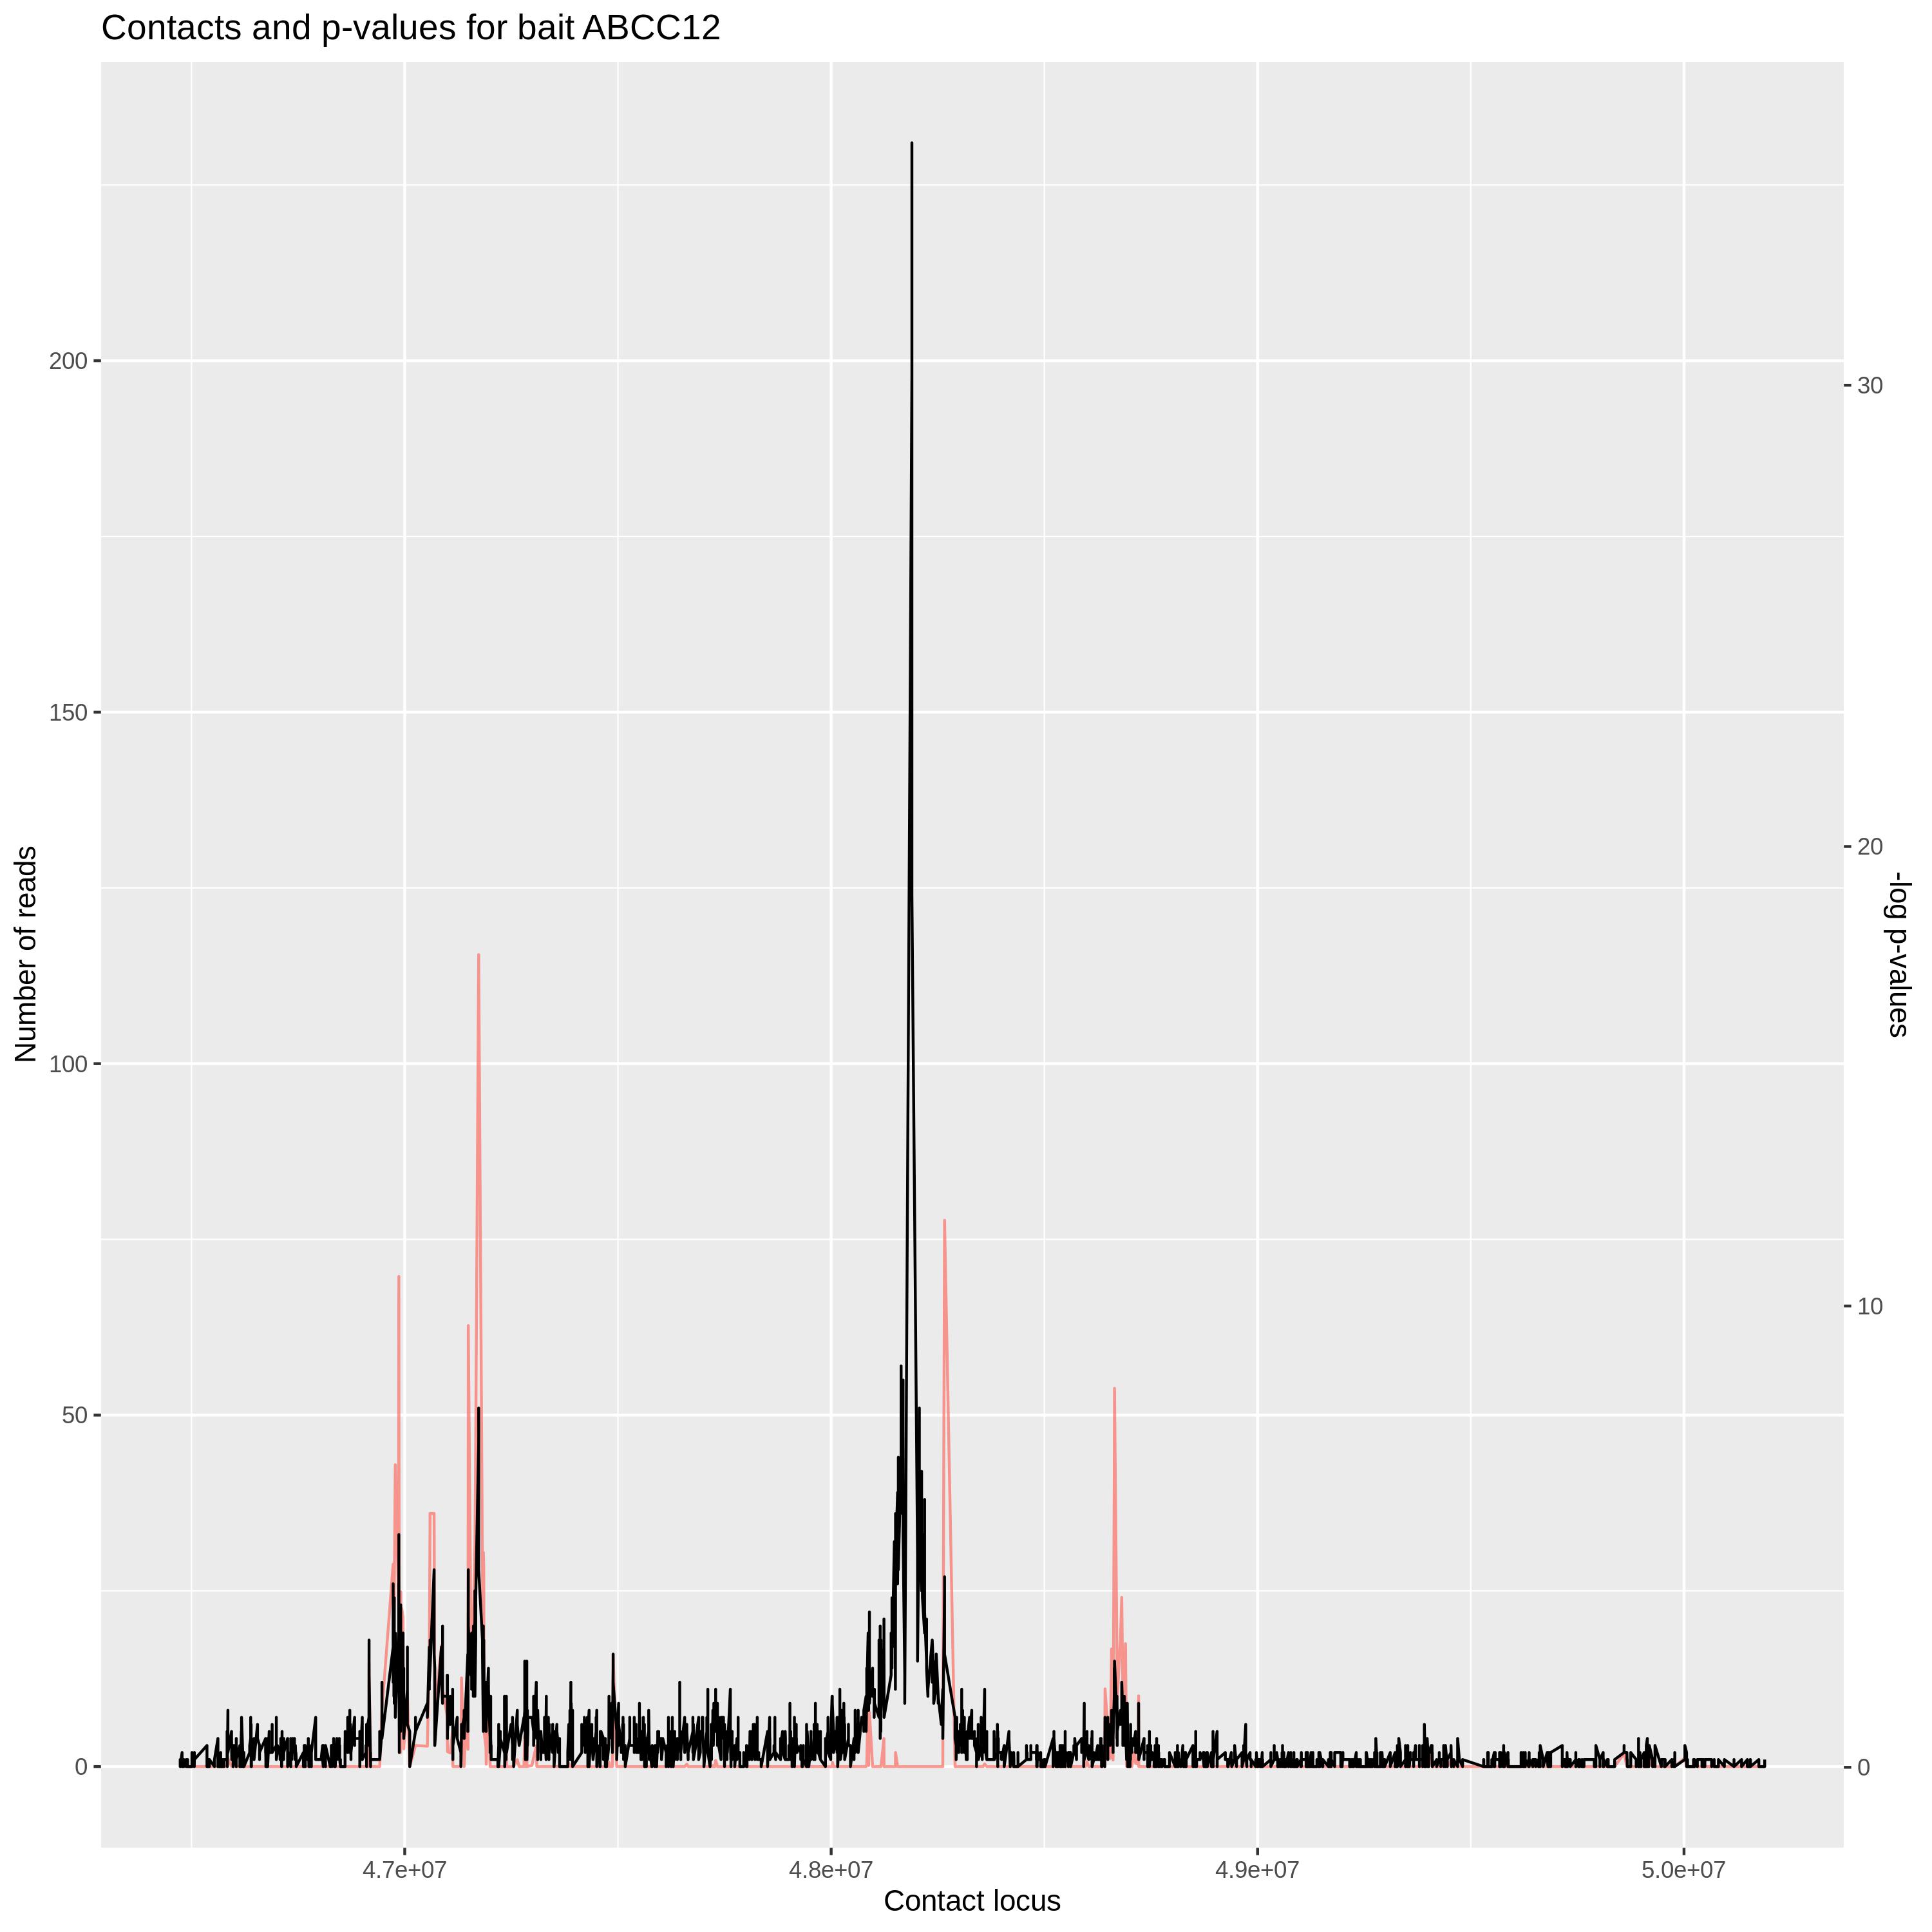 Contacts and p-values for bait ABCC12
200
150
100
50
0
Number of reads
30
20
10
0
-log p-values
4.7e+07
4.8e+07
4.9e+07
5.0e+07
Contact locus